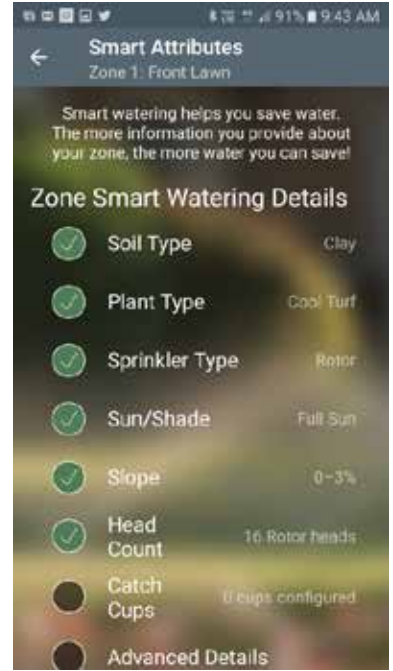 91% 9:43 AM
Smart Attributes
Zone 1: Front Lawn
Smart watering helps you save water.
The more information you provide about
your zone, the more water you can save!
Zone Smart Watering Details
Soil Type Clay
Plant Type Cool Turf
Sprinkler Type Rotor
Sun/Shade Full Sun
Slope 0-3%
Head
Count 16 Rotor heads
Catch
Cups 0 cups configured
Advanced Details